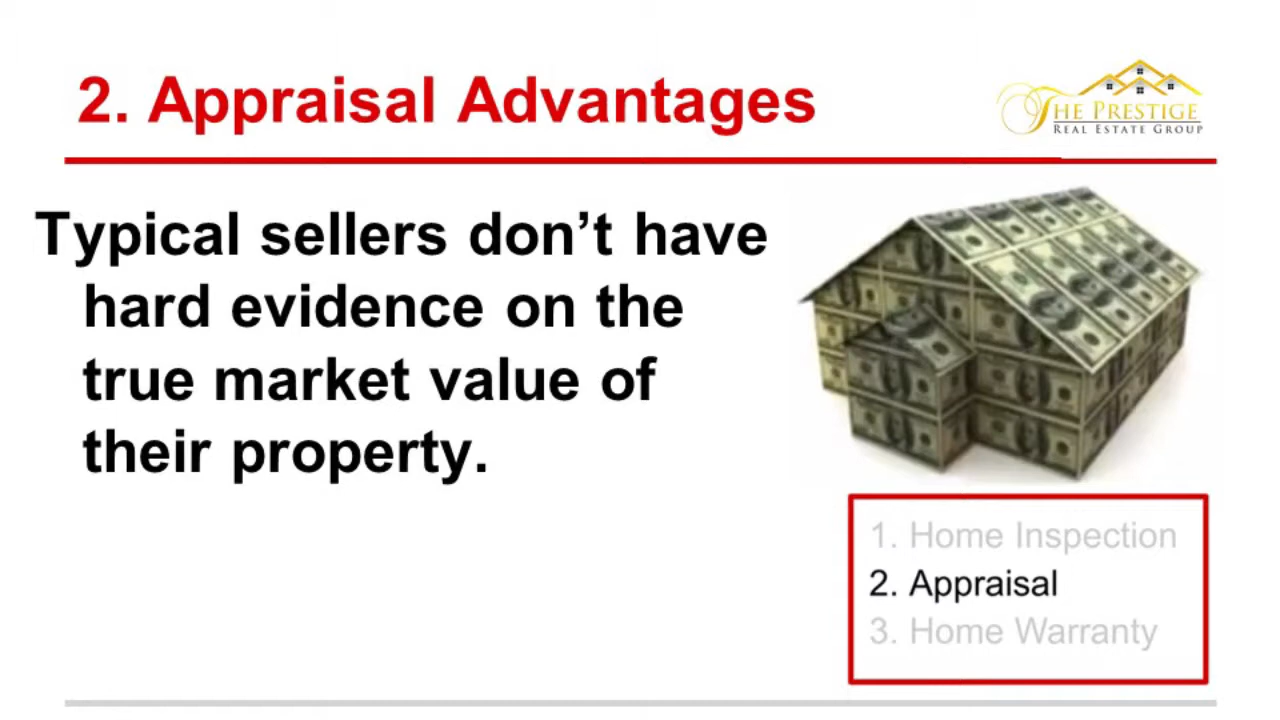 2. Appraisal Advantages
THE PRESTIGE
REAL ESTATE GROUP
Typical sellers don’t have
hard evidence on the
true market value of
their property.
1. Home Inspection
2. Appraisal
3. Home Warranty